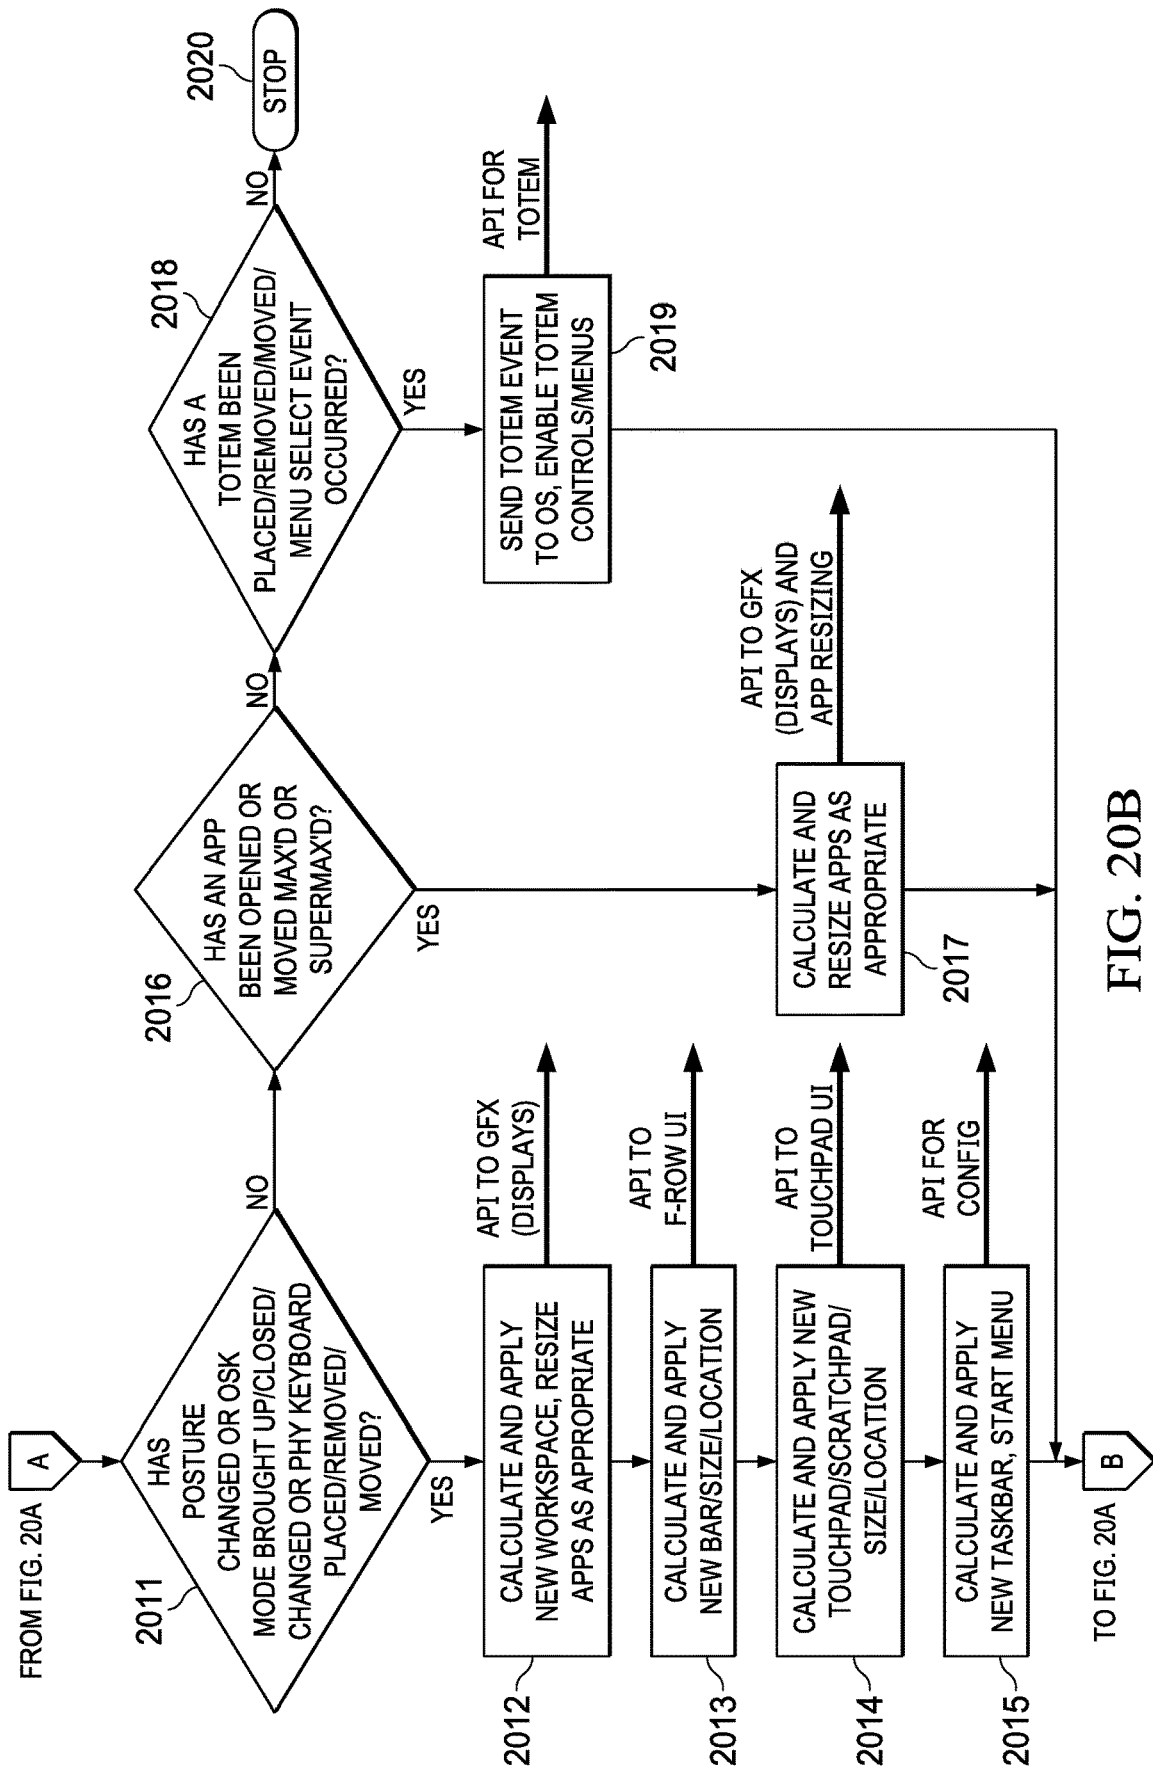 FROM FIG. 20A
A
2011
HAS
POSTURE
CHANGED OR OSK
MODE BROUGHT UP/CLOSED/
CHANGED OR PHY KEYBOARD
PLACED/REMOVED/
MOVED?
NO
YES
2016
HAS AN APP
BEEN OPENED OR
MOVED MAX'D OR
SUPERMAX'D?
NO
YES
2018
HAS A
TOTEM BEEN
PLACED/REMOVED/MOVED/
MENU SELECT EVENT
OCCURRED?
NO
YES
2020
STOP
2012
CALCULATE AND APPLY
NEW WORKSPACE, RESIZE
APPS AS APPROPRIATE
API TO GFX
(DISPLAYS)
SEND TOTEM EVENT
TO OS, ENABLE TOTEM
CONTROLS/MENUS
2019
API FOR
TOTEM
2013
CALCULATE AND APPLY
NEW BAR/SIZE/LOCATION
API TO
F-ROW UI
2014
CALCULATE AND APPLY NEW
TOUCHPAD/SCRATCHPAD/
SIZE/LOCATION
API TO
TOUCHPAD UI
CALCULATE AND
RESIZE APPS AS
APPROPRIATE
2017
API TO GFX
(DISPLAYS) AND
APP RESIZING
2015
CALCULATE AND APPLY
NEW TASKBAR, START MENU
API FOR
CONFIG
TO FIG. 20A
B
FIG. 20B